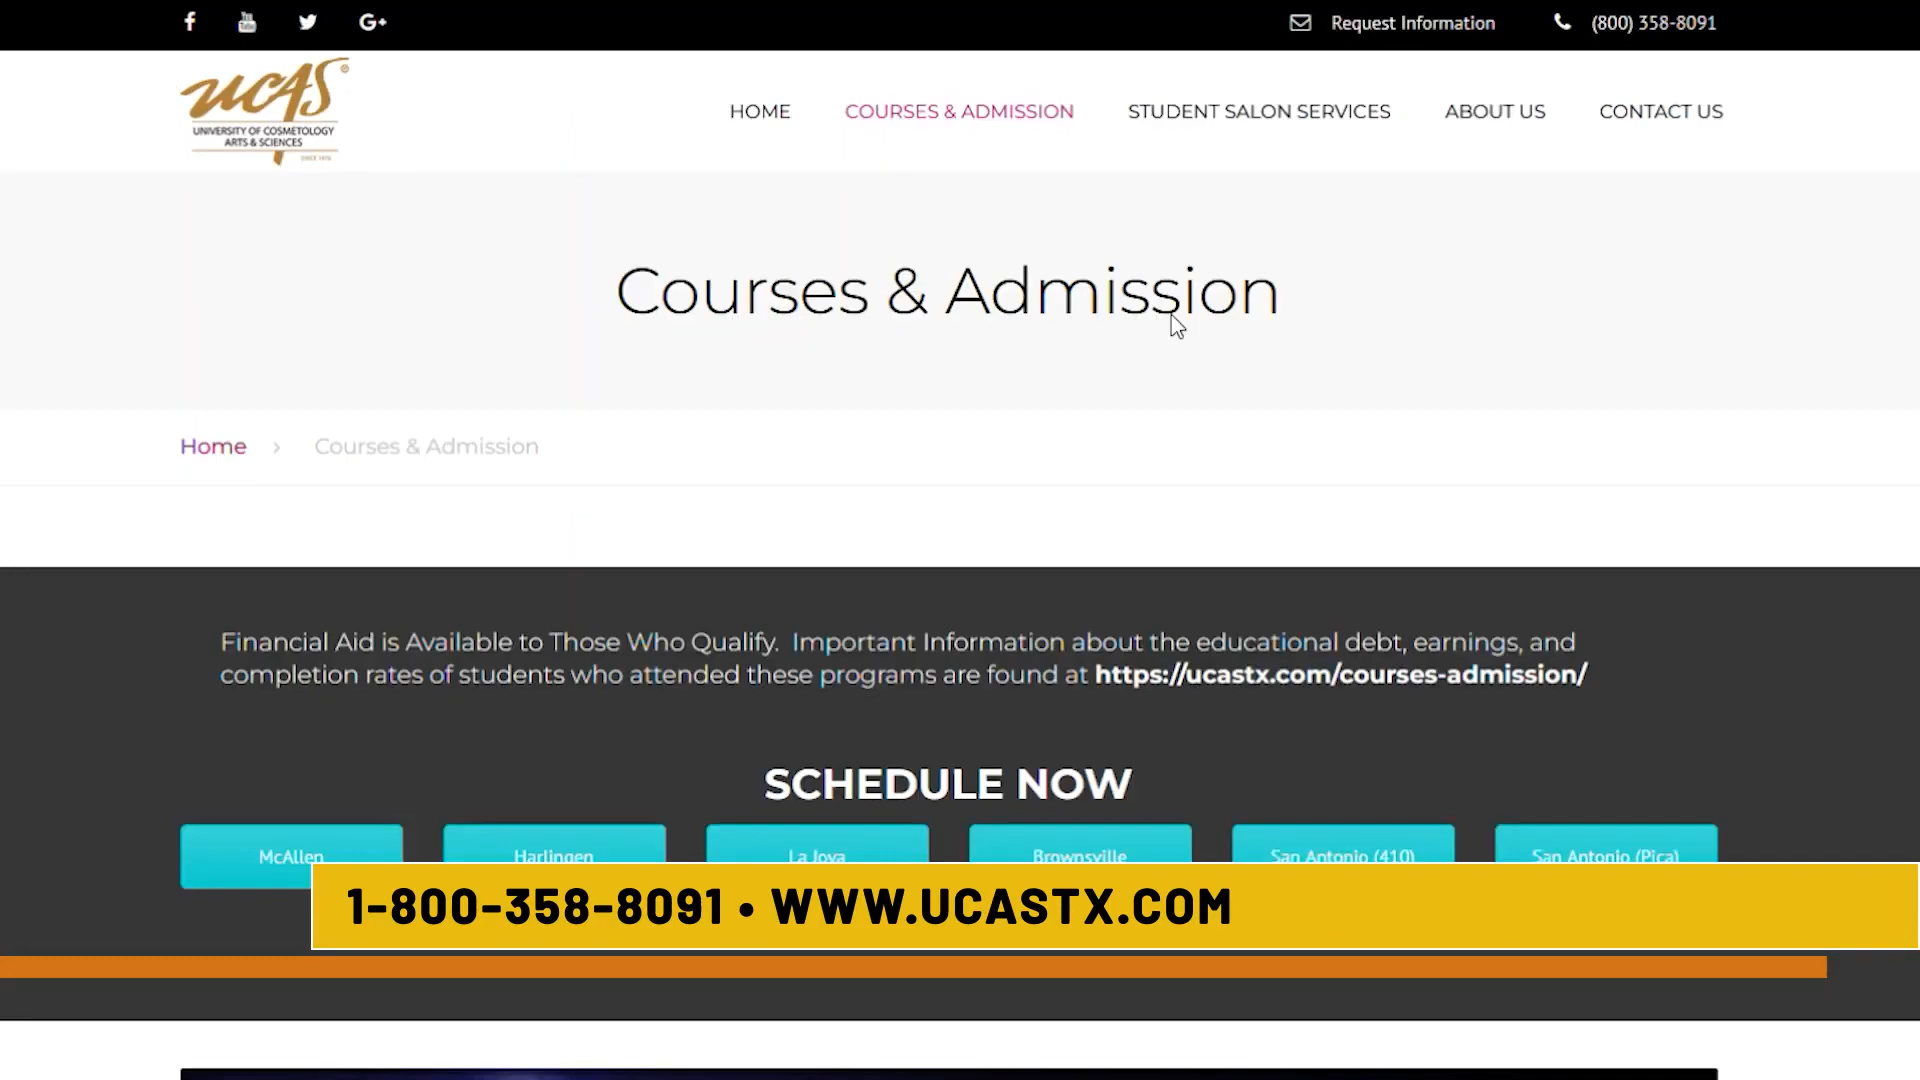 Request Information
(800) 358-8091
UCAS®
UNIVERSITY OF COSMETOLOGY
ARTS & SCIENCES
HOME
COURSES & ADMISSION
STUDENT SALON SERVICES
ABOUT US
CONTACT US
Courses & Admission
Home > Courses & Admission
Financial Aid is Available to Those Who Qualify. Important Information about the educational debt, earnings, and
completion rates of students who attended these programs are found at https://ucastx.com/courses-admission/
SCHEDULE NOW
McAllen
Harlingen
La Joya
Brownsville
San Antonio (410)
San Antonio (Pica)
1-800-358-8091 • WWW.UCASTX.COM